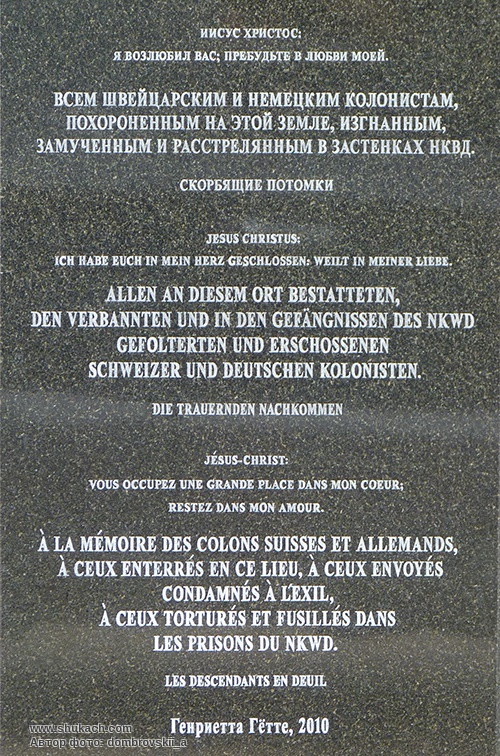 ИИСУС ХРИСТОС:
Я ВОЗЛЮБИЛ ВАС; ПРЕБУДЬТЕ В ЛЮБВИ МОЕЙ.
ВСЕМ ШВЕЙЦАРСКИМ И НЕМЕЦКИМ КОЛОНИСТАМ,
ПОХОРОНЕННЫМ НА ЭТОЙ ЗЕМЛЕ, ИЗГНАННЫМ,
ЗАМУЧЕННЫМ И РАССТРЕЛЯННЫМ В ЗАСТЕНКАХ НКВД.
СКОРБЯЩИЕ ПОТОМКИ
JESUS CHRISTUS:
ICH HABE EUCH IN MEIN HERZ GESCHLOSSEN: WEILT IN MEINER LIEBE.
ALLEN AN DIESEM ORT BESTATTETEN,
DEN VERBANNTEN UND IN DEN GEFÄNGNISSEN DES NKWD
GEFOLTERTEN UND ERSCHOSSENEN
SCHWEIZER UND DEUTSCHEN KOLONISTEN.
DIE TRAUERNDEN NACHKOMMEN
JÉSUS-CHRIST:
VOUS OCCUPEZ UNE GRANDE PLACE DANS MON COEUR;
RESTEZ DANS MON AMOUR.
À LA MÉMOIRE DES COLONS SUISSES ET ALLEMANDS,
À CEUX ENTERRÉS EN CE LIEU, À CEUX ENVOYÉS
CONDAMNÉS À L'EXIL,
À CEUX TORTURÉS ET FUSILLÉS DANS
LES PRISONS DU NKWD.
LES DESCENDANTS EN DEUIL
Генриетта Гётте, 2010
www.shukach.com
Автор фото: dombrovskii_a